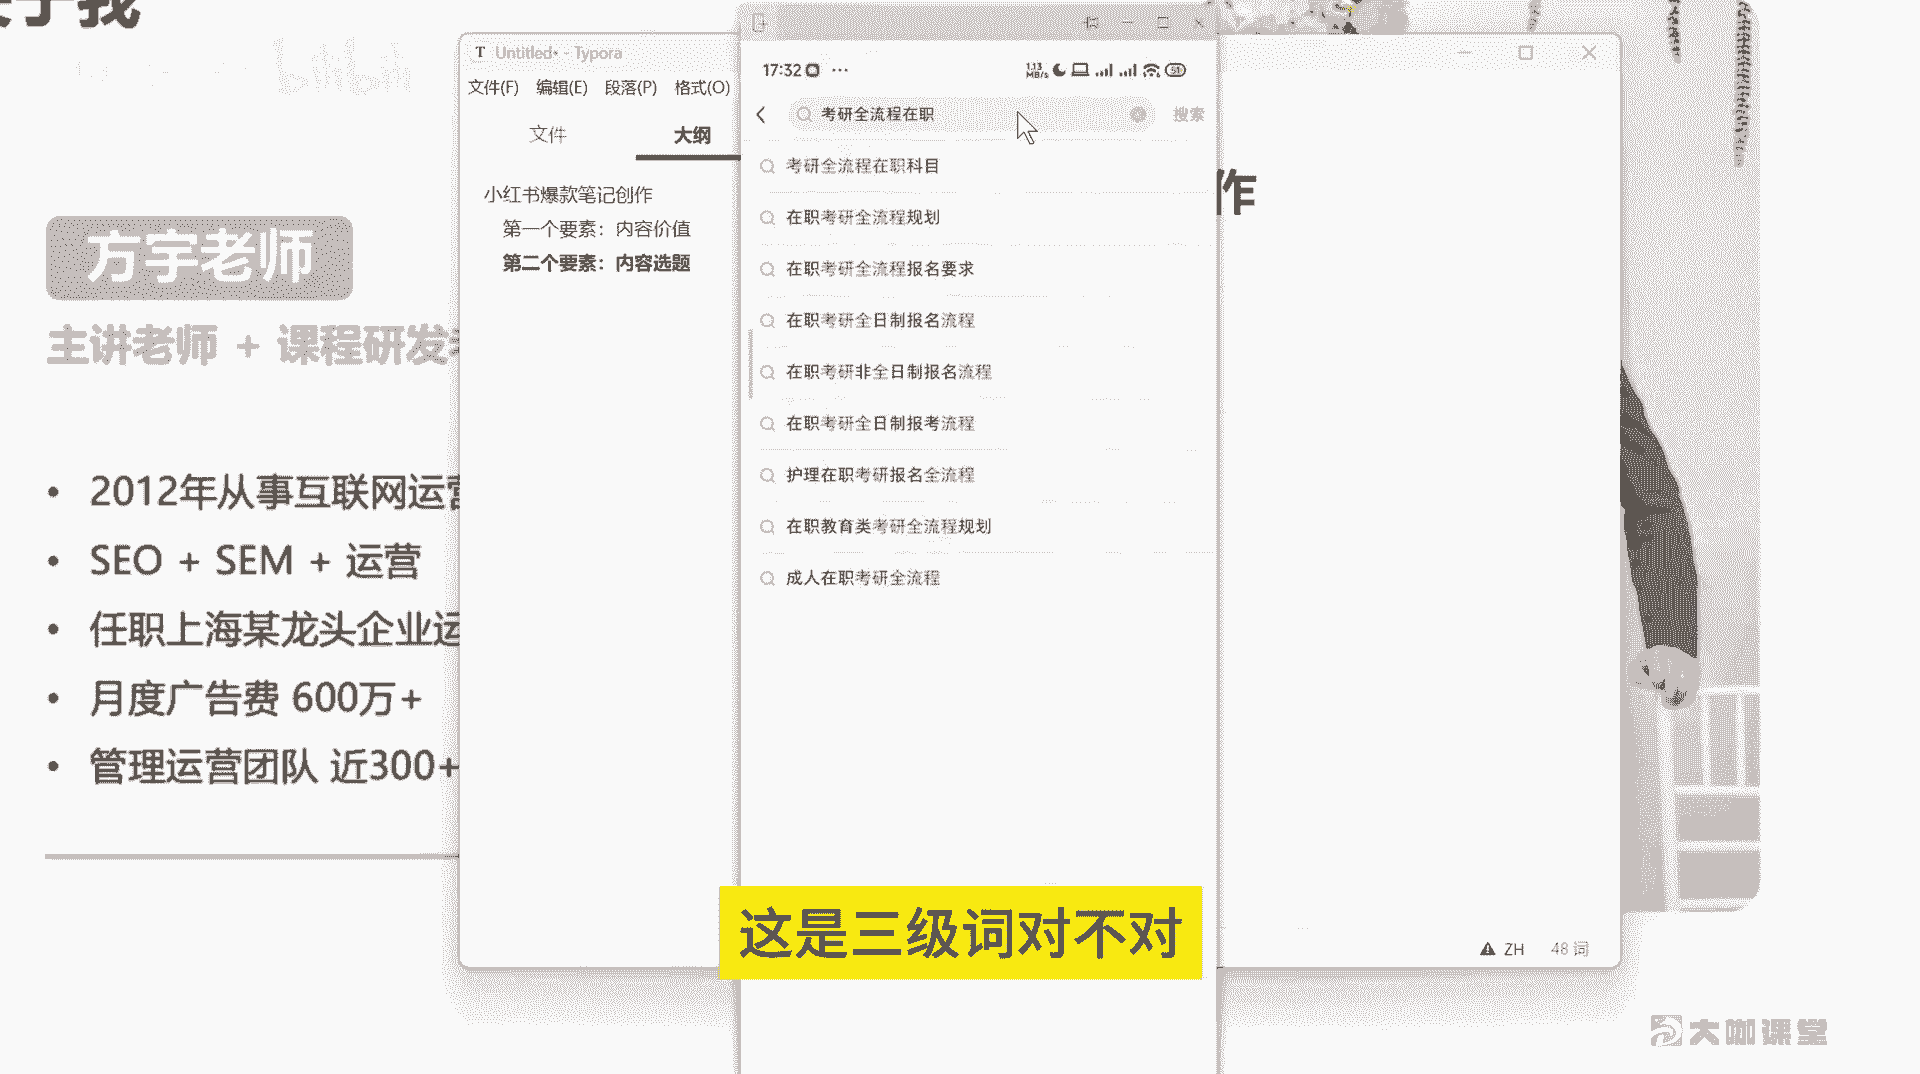 关于我
bilibili
方宇老师
主讲老师 + 课程研发
• 2012年从事互联网运营
• SEO + SEM + 运营
• 任职上海某龙头企业运
• 月度广告费 600万+
• 管理运营团队 近300+
T Untitled• - Typora
文件(F) 编辑(E) 段落(P) 格式(O)
文件 大纲
小红书爆款笔记创作
第一个要素：内容价值
第二个要素：内容选题
作
17:32 ···
1.13 MB/s 51
考研全流程在职 搜索
考研全流程在职科目
在职考研全流程规划
在职考研全流程报名要求
在职考研全日制报名流程
在职考研非全日制报名流程
在职考研全日制报考流程
护理在职考研报名全流程
在职教育类考研全流程规划
成人在职考研全流程
这是三级词对不对
ZH 48 词
大咖课堂